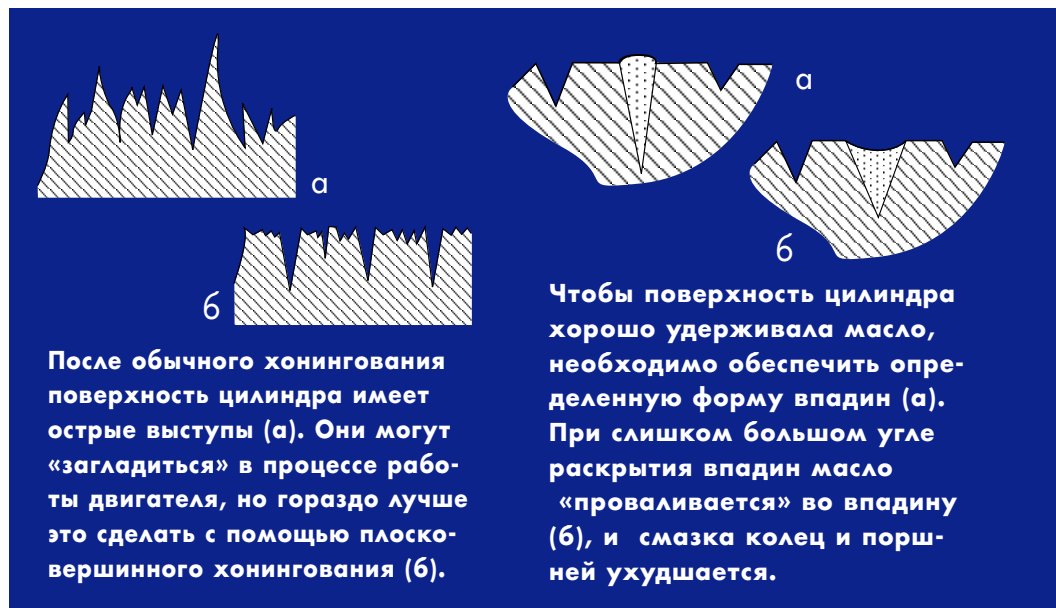 а
б
После обычного хонингования
поверхность цилиндра имеет
острые выступы (а). Они могут
«загладиться» в процессе рабо-
ты двигателя, но гораздо лучше
это сделать с помощью плоско-
вершинного хонингования (б).
а
б
Чтобы поверхность цилиндра
хорошо удерживала масло,
необходимо обеспечить опре-
деленную форму впадин (а).
При слишком большом угле
раскрытия впадин масло
«проваливается» во впадину
(б), и смазка колец и порш-
ней ухудшается.